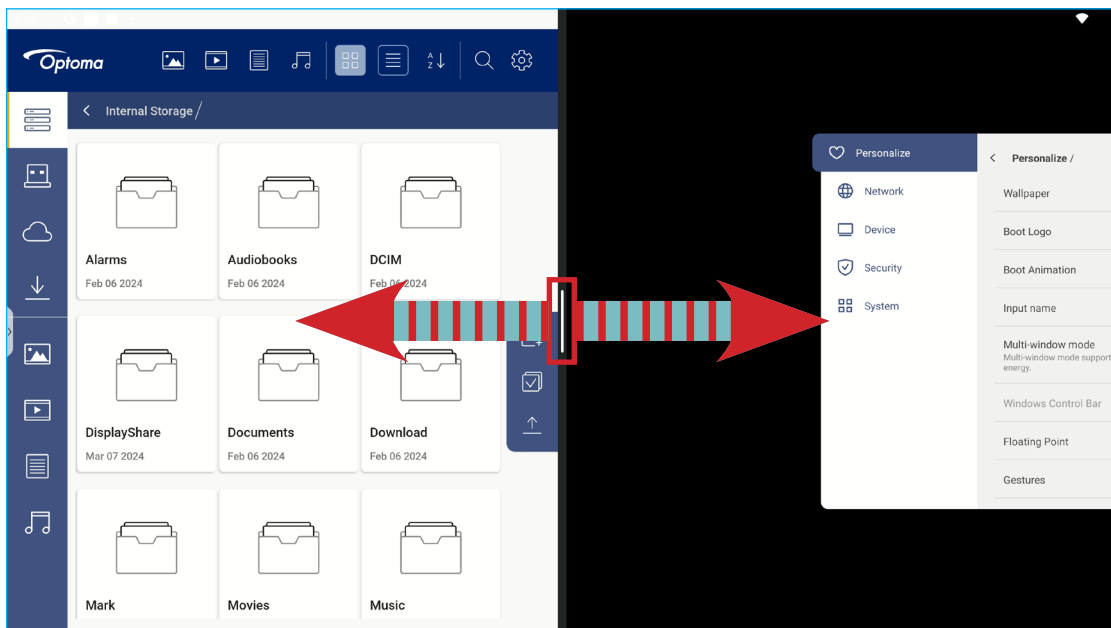 Optoma
A
Z
Internal Storage /
Alarms
Feb 06 2024
Audiobooks
Feb 06 2024
DCIM
Feb 06 2024
DisplayShare
Mar 07 2024
Documents
Feb 06 2024
Download
Feb 06 2024
Mark
Movies
Music
Personalize
Network
Device
Security
System
Personalize /
Wallpaper
Boot Logo
Boot Animation
Input name
Multi-window mode
Multi-window mode support
energy.
Windows Control Bar
Floating Point
Gestures